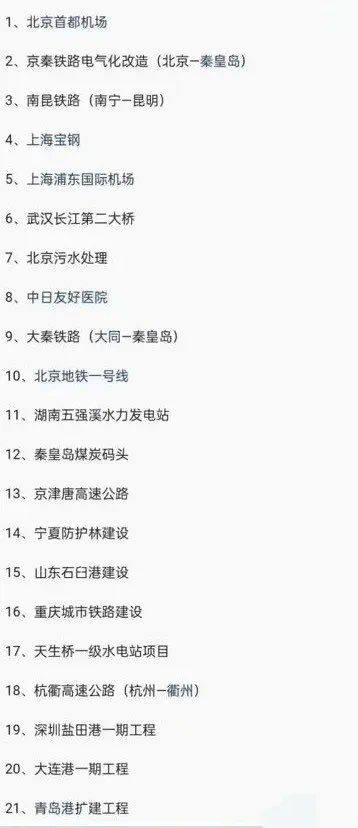 1、北京首都机场
2、京秦铁路电气化改造（北京—秦皇岛）
3、南昆铁路（南宁—昆明）
4、上海宝钢
5、上海浦东国际机场
6、武汉长江第二大桥
7、北京污水处理
8、中日友好医院
9、大秦铁路（大同—秦皇岛）
10、北京地铁一号线
11、湖南五强溪水力发电站
12、秦皇岛煤炭码头
13、京津唐高速公路
14、宁夏防护林建设
15、山东石臼港建设
16、重庆城市铁路建设
17、天生桥一级水电站项目
18、杭衢高速公路（杭州—衢州）
19、深圳盐田港一期工程
20、大连港一期工程
21、青岛港扩建工程